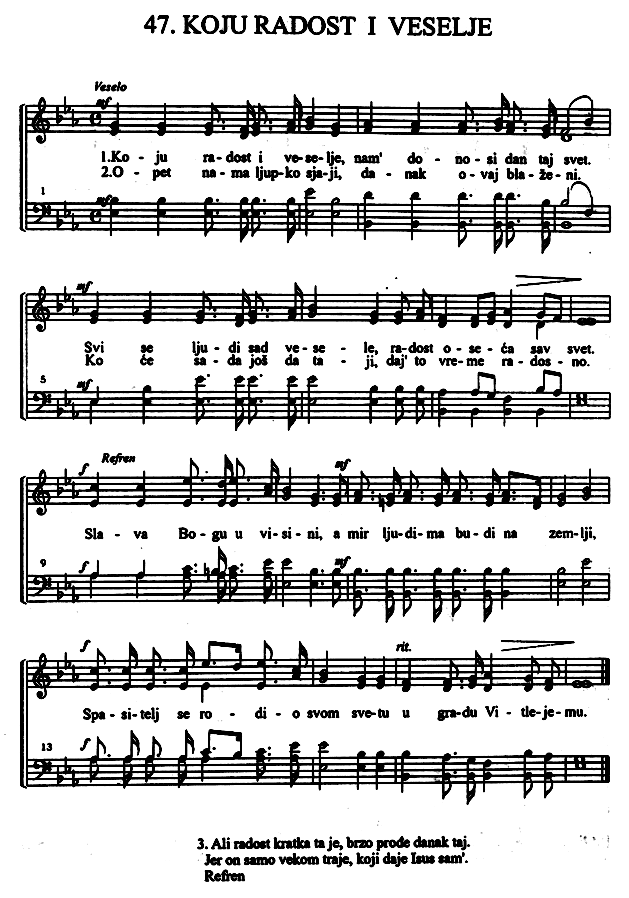 47. KOJU RADOST I VESELJE
Veselo
mf
mf
1.Ko - ju ra - dost i ve - se - lje, nam' do - no - si dan taj svet.
2.O - pet na - ma ljup - ko sja - ji, da - nak o - vaj bla - že - ni.
1
mf
Svi se lju - di sad ve - se - le, ra - dost o - se - ća sav svet.
Ko će sa - da još da ta - ji, daj' to vre - me ra - dos - no.
5
mf
f
Refren
mf
Sla - va Bo - gu u vi - si - ni, a mir lju - di - ma bu - di na zem - lji,
9
f
mf
f
rit.
Spa - si - telj se ro - di - o svom sve - tu u gra - du Vi - tle - je - mu.
13
f
3. Ali radost kratka ta je, brzo prođe danak taj.
Jer on samo vekom traje, koji daje Isus sam'.
Refren